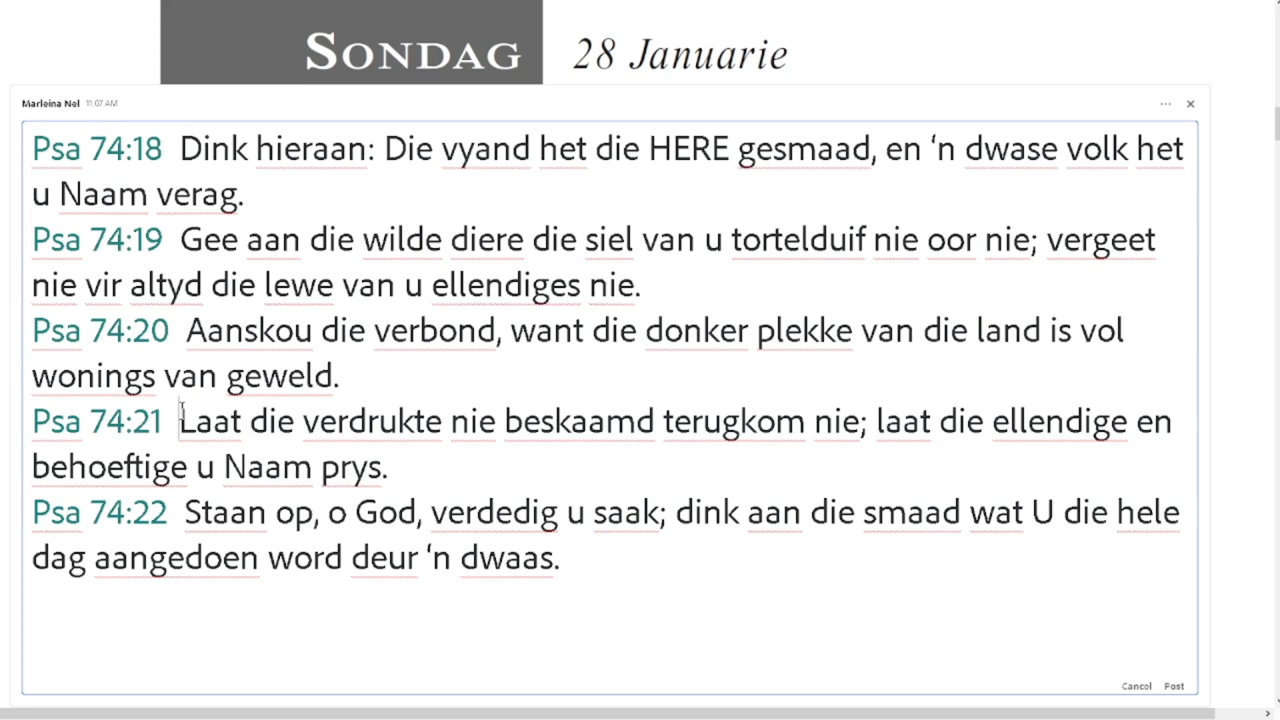 SONDAG 28 Januarie
Marleina Nel 11:07 AM
Psa 74:18 Dink hieraan: Die vyand het die HERE gesmaad, en ‘n dwase volk het
u Naam verag.
Psa 74:19 Gee aan die wilde diere die siel van u tortelduif nie oor nie; vergeet
nie vir altyd die lewe van u ellendiges nie.
Psa 74:20 Aanskou die verbond, want die donker plekke van die land is vol
wonings van geweld.
Psa 74:21 Laat die verdrukte nie beskaamd terugkom nie; laat die ellendige en
behoeftige u Naam prys.
Psa 74:22 Staan op, o God, verdedig u saak; dink aan die smaad wat U die hele
dag aangedoen word deur ‘n dwaas.
Cancel Post